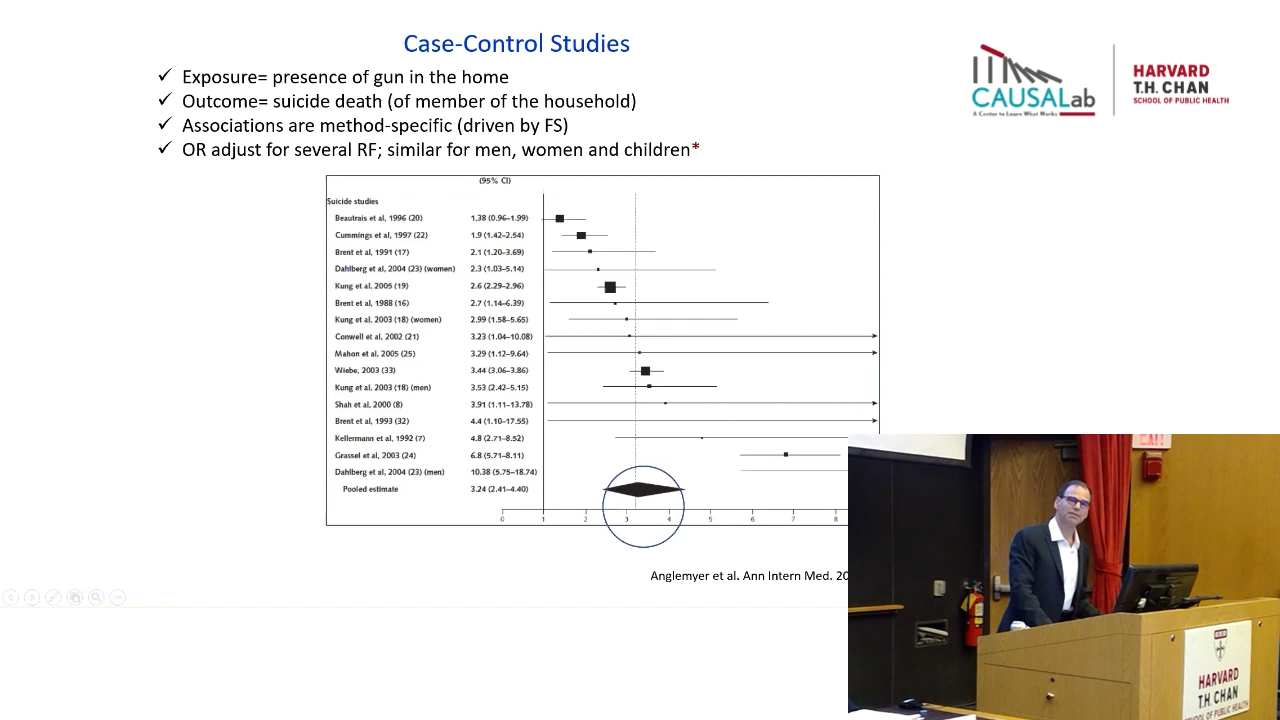 Case-Control Studies
✓ Exposure= presence of gun in the home
✓ Outcome= suicide death (of member of the household)
✓ Associations are method-specific (driven by FS)
✓ OR adjust for several RF; similar for men, women and children*
CAUSALab
A Center to Learn What Works
HARVARD
T.H. CHAN
SCHOOL OF PUBLIC HEALTH
(95% CI)
Suicide studies
Beautrais et al, 1996 (20) 1.38 (0.96–1.99)
Cummings et al, 1997 (22) 1.9 (1.42–2.54)
Brent et al, 1991 (17) 2.1 (1.20–3.69)
Dahlberg et al, 2004 (23) (women) 2.3 (1.03–5.14)
Kung et al, 2005 (19) 2.6 (2.29–2.96)
Brent et al, 1988 (16) 2.7 (1.14–6.39)
Kung et al, 2003 (18) (women) 2.99 (1.58–5.65)
Conwell et al, 2002 (21) 3.23 (1.04–10.08)
Mahon et al, 2005 (25) 3.29 (1.12–9.64)
Wiebe, 2003 (33) 3.44 (3.06–3.86)
Kung et al, 2003 (18) (men) 3.53 (2.42–5.15)
Shah et al, 2000 (8) 3.91 (1.11–13.78)
Brent et al, 1993 (32) 4.4 (1.10–17.55)
Kellermann et al, 1992 (7) 4.8 (2.71–8.52)
Grassel et al, 2003 (24) 6.8 (5.71–8.11)
Dahlberg et al, 2004 (23) (men) 10.38 (5.75–18.74)
Pooled estimate 3.24 (2.41–4.40)
0 1 2 3 4 5 6 7 8
Anglemyer et al. Ann Intern Med. 20
EXIT
HARVARD
T.H. CHAN
SCHOOL OF PUBLIC HEALTH